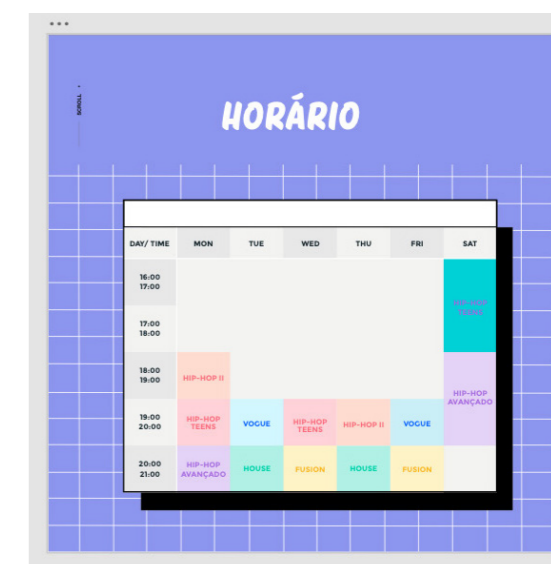 SCROLL
HORÁRIO
DAY/ TIME MON TUE WED THU FRI SAT
16:00
17:00
HIP-HOP
TEENS
17:00
18:00
18:00
19:00
HIP-HOP II
HIP-HOP
AVANÇADO
19:00
20:00
HIP-HOP
TEENS
VOGUE
HIP-HOP
TEENS
HIP-HOP II
VOGUE
20:00
21:00
HIP-HOP
AVANÇADO
HOUSE
FUSION
HOUSE
FUSION